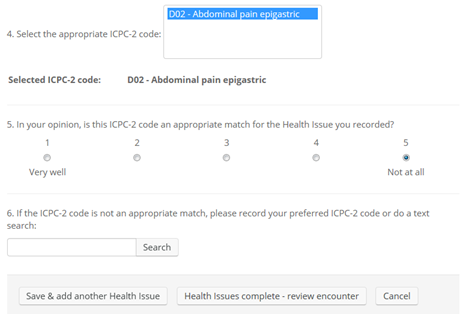 D02 - Abdominal pain epigastric
4. Select the appropriate ICPC-2 code:
Selected ICPC-2 code: D02 - Abdominal pain epigastric
5. In your opinion, is this ICPC-2 code an appropriate match for the Health Issue you recorded?
1 2 3 4 5
Very well Not at all
6. If the ICPC-2 code is not an appropriate match, please record your preferred ICPC-2 code or do a text
search:
Search
Save & add another Health Issue Health Issues complete - review encounter Cancel